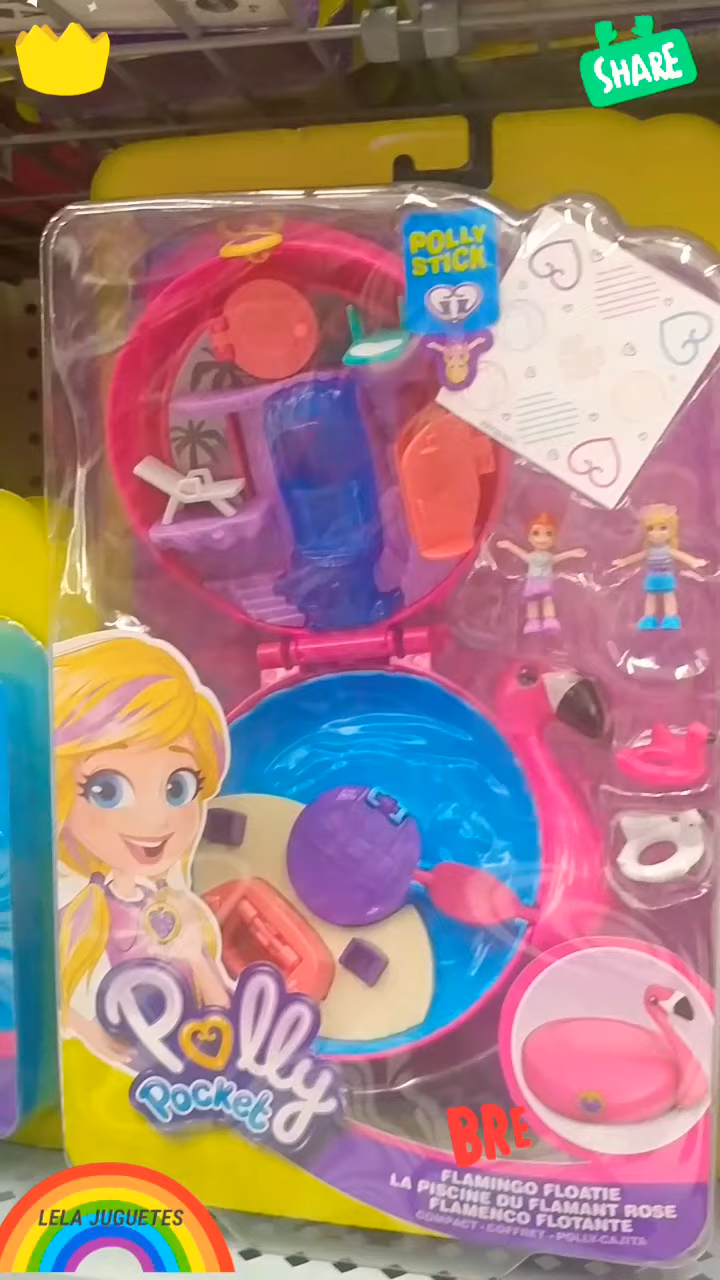 SHARE
POLLY
STICK
Polly
Pocket
BRE
FLAMINGO FLOATIE
LA PISCINE DU FLAMANT ROSE
FLAMENCO FLOTANTE
COMPACT • COFFRET • POLLY-CAJITA
LELA JUGUETES